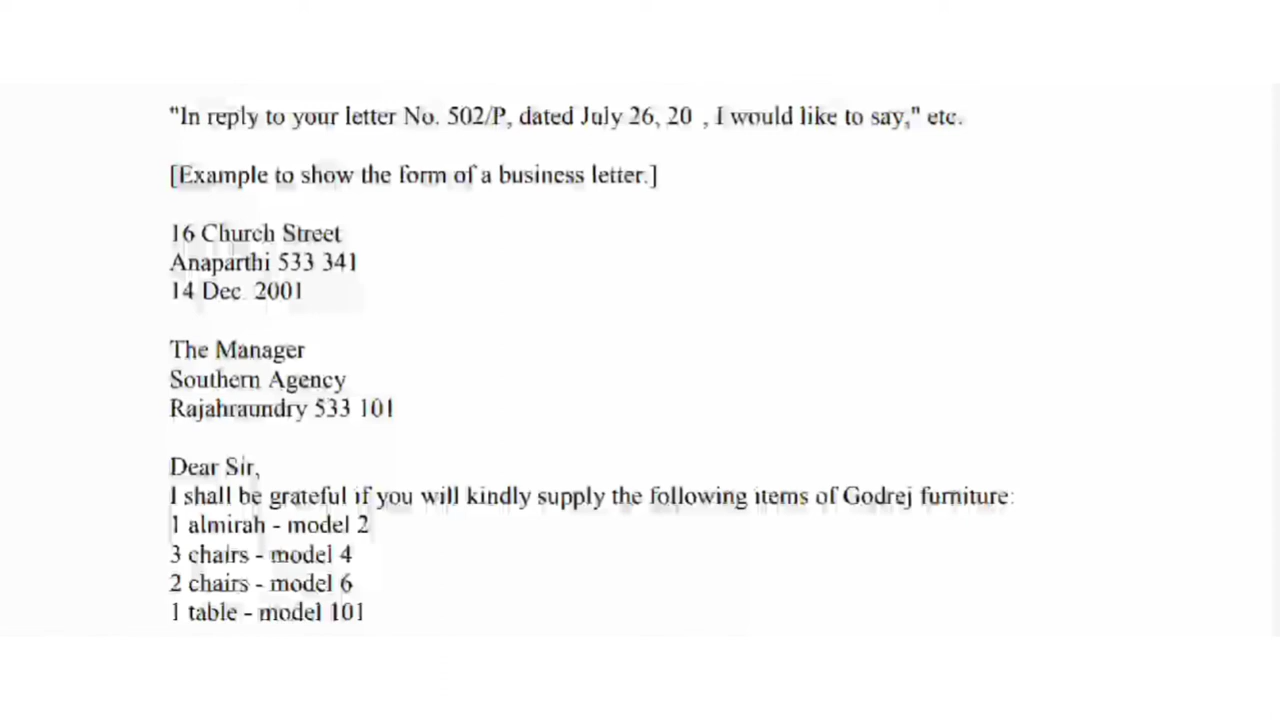 "In reply to your letter No. 502/P, dated July 26, 20 , I would like to say," etc.
[Example to show the form of a business letter.]
16 Church Street
Anaparthi 533 341
14 Dec. 2001
The Manager
Southern Agency
Rajahraundry 533 101
Dear Sir,
I shall be grateful if you will kindly supply the following items of Godrej furniture:
1 almirah - model 2
3 chairs - model 4
2 chairs - model 6
1 table - model 101